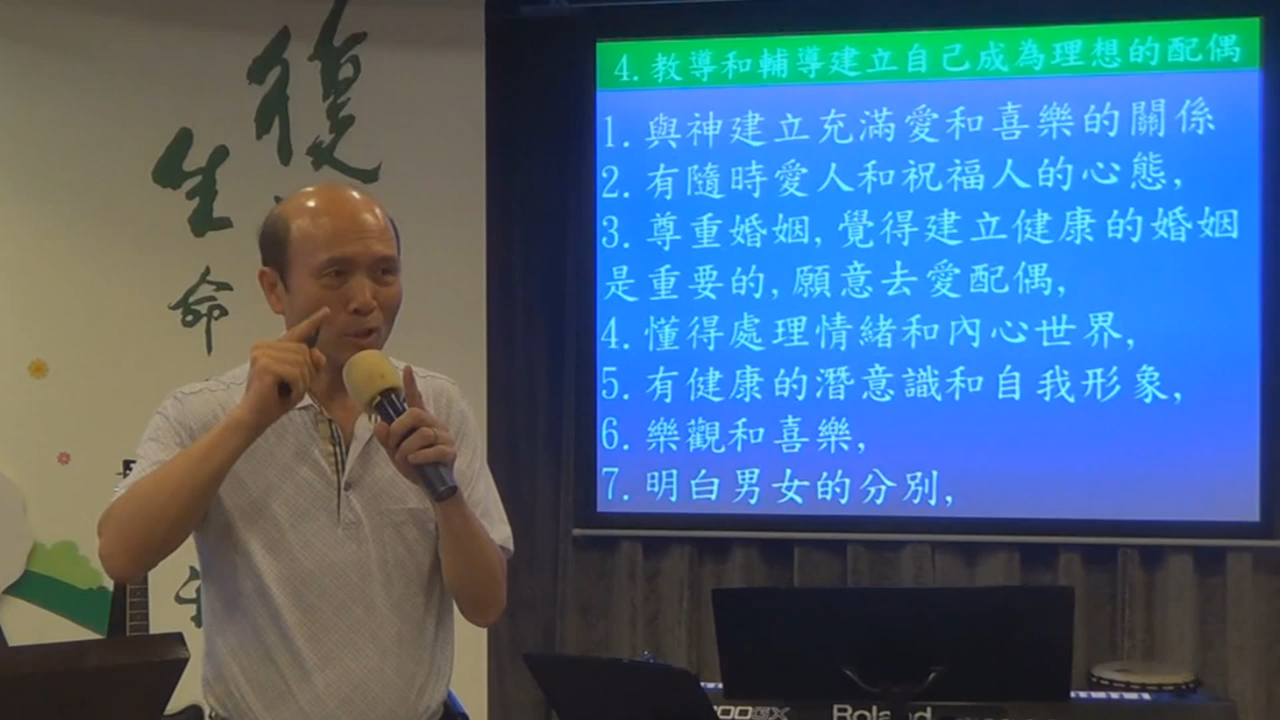 復
生
命
4. 教導和輔導建立自己成為理想的配偶
1. 與神建立充滿愛和喜樂的關係
2. 有隨時愛人和祝福人的心態,
3. 尊重婚姻, 覺得建立健康的婚姻
是重要的, 願意去愛配偶,
4. 懂得處理情緒和內心世界,
5. 有健康的潛意識和自我形象,
6. 樂觀和喜樂,
7. 明白男女的分別,
Roland